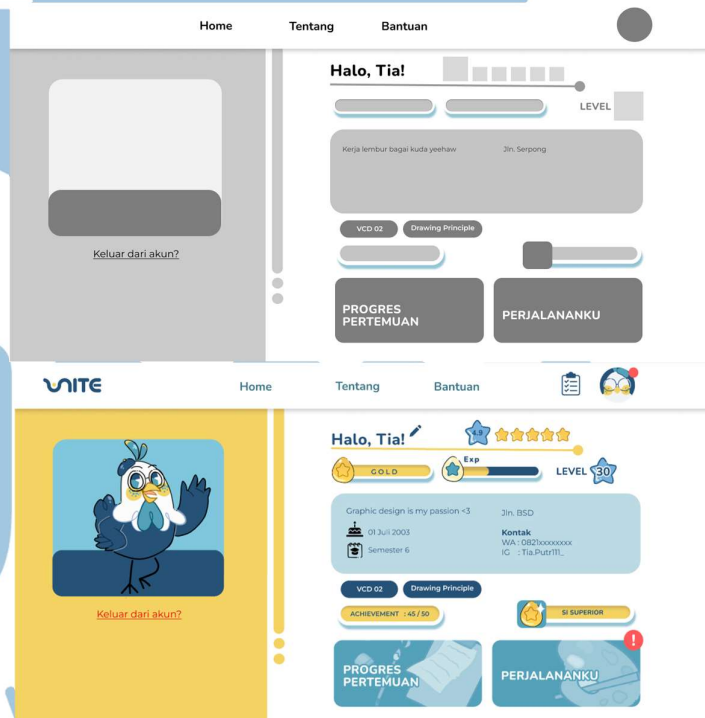 Home Tentang Bantuan
Halo, Tia!
LEVEL
Kerja lembur bagai kuda yeehaw
Jln. Serpong
VCD 02
Drawing Principle
Keluar dari akun?
PROGRES
PERTEMUAN
PERJALANANKU
UNITE
Home Tentang Bantuan
Halo, Tia!
4.9
GOLD
Exp
LEVEL 30
Graphic design is my passion <3
01 Juli 2003
Semester 6
Jln. BSD
Kontak
WA : 0821xxxxxxxx
IG : Tia.Putr111_
VCD 02
Drawing Principle
Keluar dari akun?
ACHIEVEMENT : 45 / 50
SI SUPERIOR
PROGRES
PERTEMUAN
PERJALANANKU
!